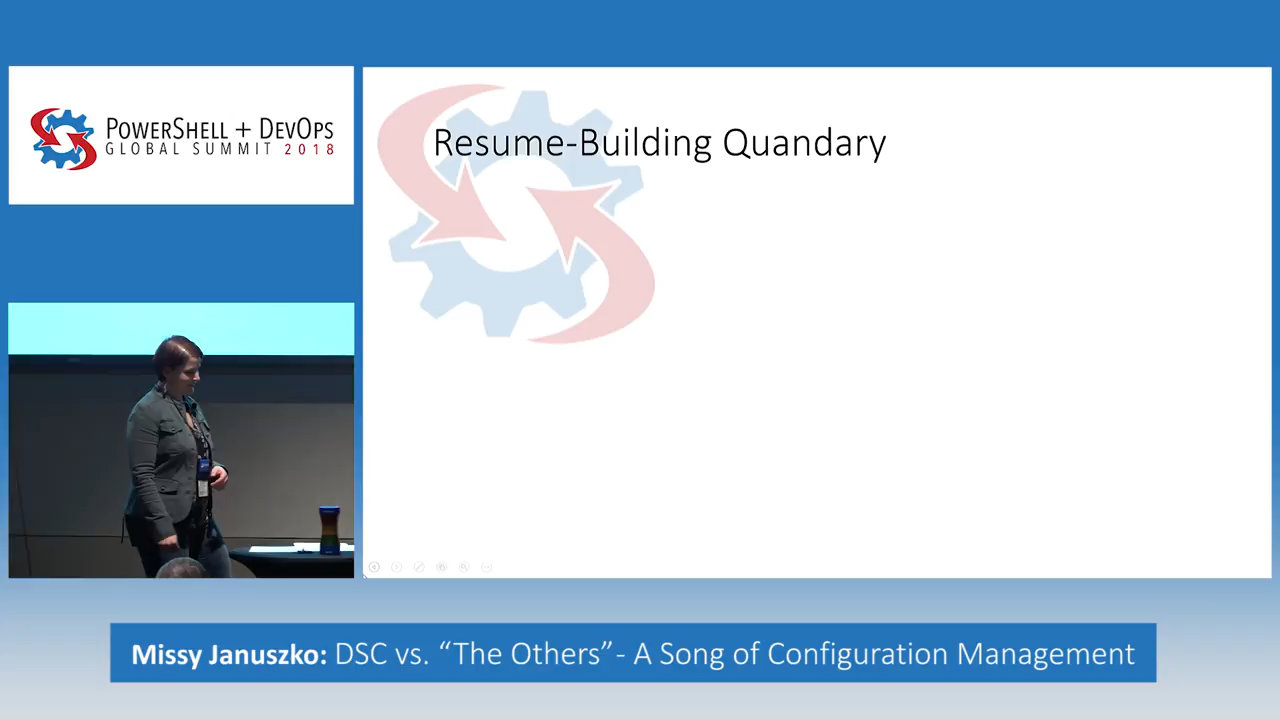 POWERSHELL + DEVOPS
GLOBAL SUMMIT 2018
Resume-Building Quandary
Missy Januszko: DSC vs. “The Others” - A Song of Configuration Management